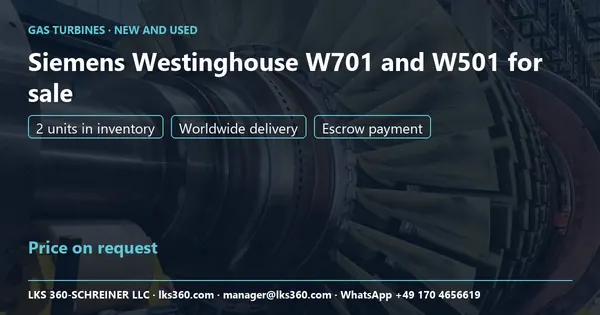 GAS TURBINES · NEW AND USED
Siemens Westinghouse W701 and W501 for
sale
2 units in inventory
Worldwide delivery
Escrow payment
Price on request
LKS 360-SCHREINER LLC · lks360.com · manager@lks360.com · WhatsApp +49 170 4656619